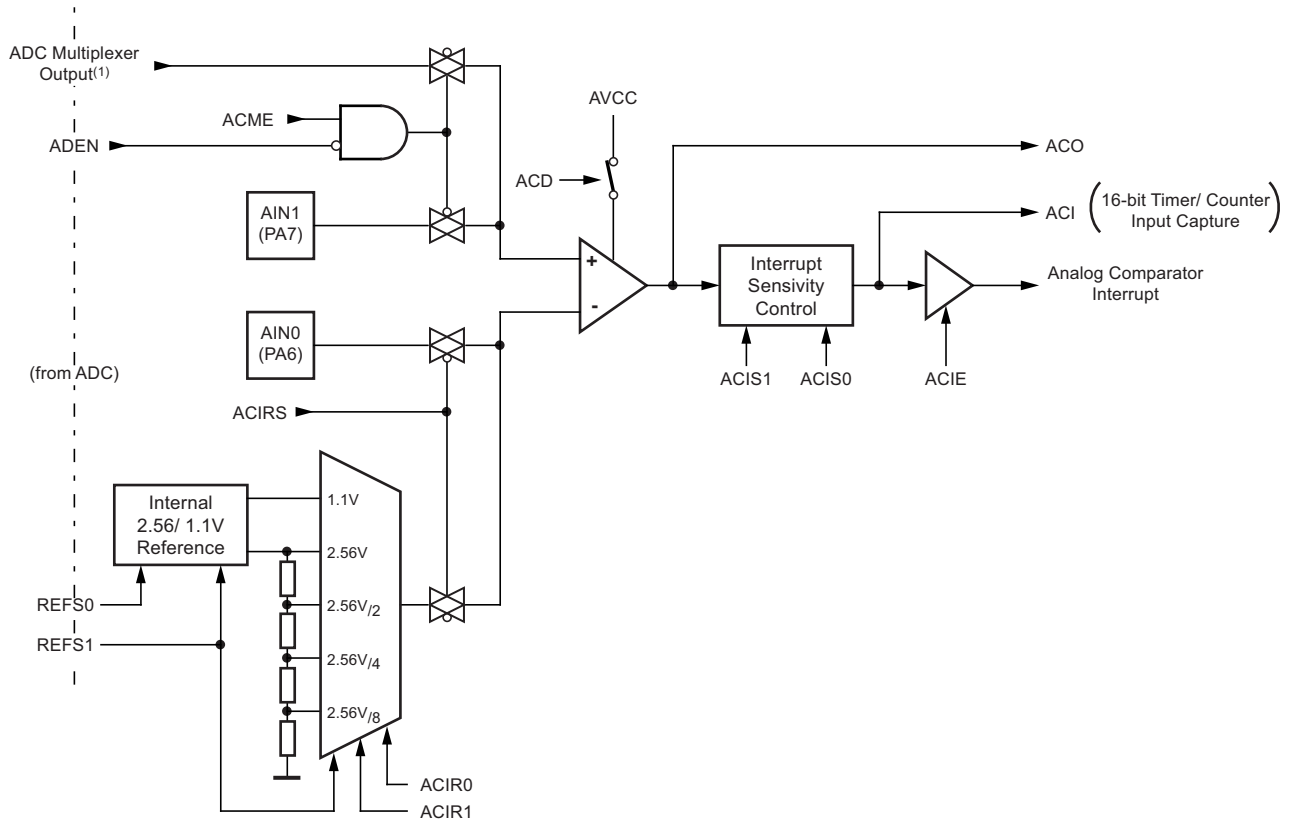 ADC Multiplexer
Output(1)
ACME
ADEN
AIN1
(PA7)
AVCC
ACD
+
-
ACO
ACI
(16-bit Timer/ Counter
Input Capture)
Interrupt
Sensivity
Control
Analog Comparator
Interrupt
AIN0
(PA6)
ACIS1
ACIS0
ACIE
(from ADC)
ACIRS
Internal
2.56/ 1.1V
Reference
1.1V
2.56V
2.56V/2
2.56V/4
2.56V/8
REFS0
REFS1
ACIR0
ACIR1